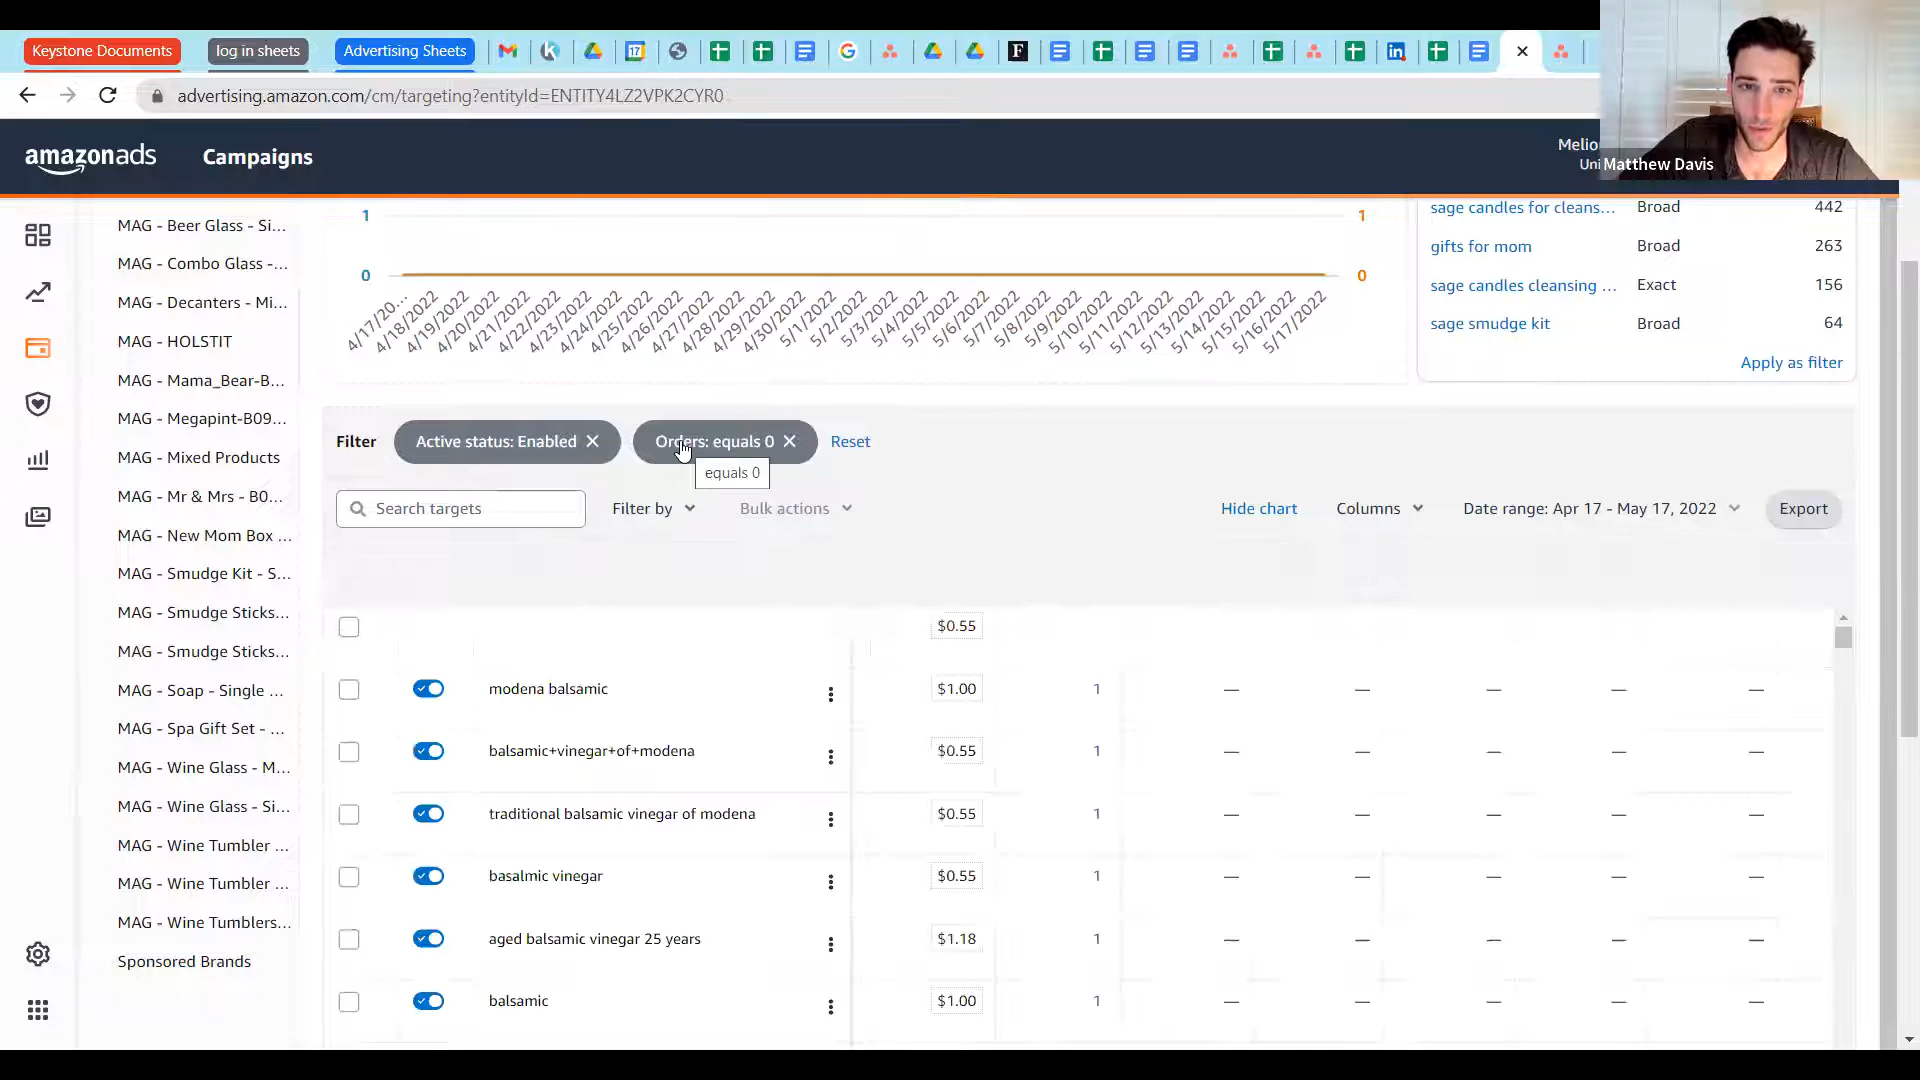 Keystone Documents
log in sheets
Advertising Sheets
17
advertising.amazon.com/cm/targeting?entityId=ENTITY4LZ2VPK2CYR0
amazonads
Campaigns
Melio
Uni
Matthew Davis
MAG - Beer Glass - Si...
MAG - Combo Glass -...
MAG - Decanters - Mi...
MAG - HOLSTIT
MAG - Mama_Bear-B...
MAG - Megapint-B09...
MAG - Mixed Products
MAG - Mr & Mrs - B0...
MAG - New Mom Box ...
MAG - Smudge Kit - S...
MAG - Smudge Sticks...
MAG - Smudge Sticks...
MAG - Soap - Single ...
MAG - Spa Gift Set - ...
MAG - Wine Glass - M...
MAG - Wine Glass - Si...
MAG - Wine Tumbler ...
MAG - Wine Tumbler ...
MAG - Wine Tumblers...
Sponsored Brands
1 1
0 0
4/17/20... 4/18/2022 4/19/2022 4/20/2022 4/21/2022 4/22/2022 4/23/2022 4/24/2022 4/25/2022 4/26/2022 4/27/2022 4/28/2022 4/29/2022 4/30/2022 5/1/2022 5/2/2022 5/3/2022 5/4/2022 5/5/2022 5/6/2022 5/7/2022 5/8/2022 5/9/2022 5/10/2022 5/11/2022 5/12/2022 5/13/2022 5/14/2022 5/15/2022 5/16/2022 5/17/2022
sage candles for cleans... Broad 442
gifts for mom Broad 263
sage candles cleansing ... Exact 156
sage smudge kit Broad 64
Apply as filter
Filter Active status: Enabled Orders: equals 0 Reset
equals 0
Search targets Filter by Bulk actions Hide chart Columns Date range: Apr 17 - May 17, 2022 Export
$0.55
modena balsamic $1.00 1 — — — — —
balsamic+vinegar+of+modena $0.55 1 — — — — —
traditional balsamic vinegar of modena $0.55 1 — — — — —
basalmic vinegar $0.55 1 — — — — —
aged balsamic vinegar 25 years $1.18 1 — — — — —
balsamic $1.00 1 — — — — —